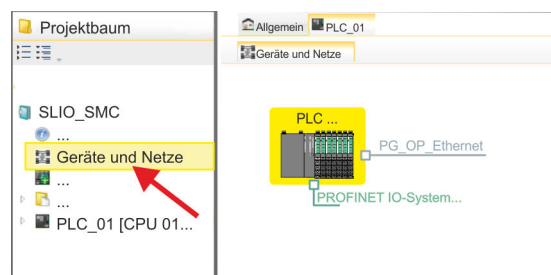 Projektbaum
SLIO_SMC
...
Geräte und Netze
...
...
PLC_01 [CPU 01...
Allgemein PLC_01
Geräte und Netze
PLC ...
PG_OP_Ethernet
PROFINET IO-System...